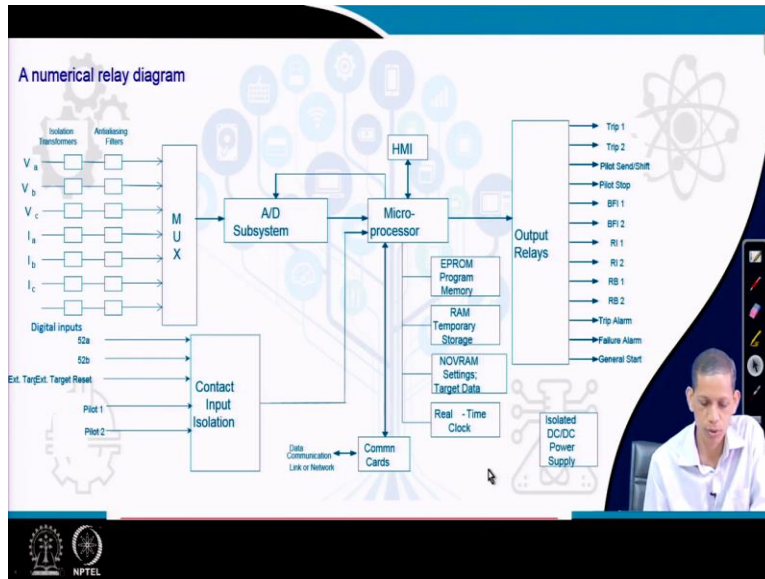 A numerical relay diagram
Isolation
Transformers
Antialiasing
Filters
V a
V b
V c
I a
I b
I c
M
U
X
A/D
Subsystem
HMI
Micro-
processor
EPROM
Program
Memory
RAM
Temporary
Storage
NOVRAM
Settings;
Target Data
Real - Time
Clock
Output
Relays
Trip 1
Trip 2
Pilot Send/Shift
Pilot Stop
BFI 1
BFI 2
RI 1
RI 2
RB 1
RB 2
Trip Alarm
Failure Alarm
General Start
Digital inputs
52a
52b
Ext. Target Reset
Pilot 1
Pilot 2
Contact
Input
Isolation
Data
Communication
Link or Network
Commn
Cards
Isolated
DC/DC
Power
Supply
NPTEL